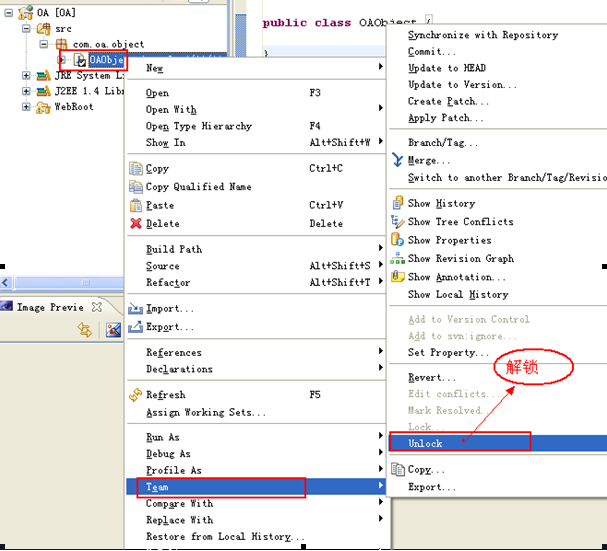 OA [OA]
src
com.oa.object
OAObje
JRE System Li
J2EE 1.4 Libr
WebRoot
public class OAObject {
}
Image Previe
New
Open F3
Open With
Open Type Hierarchy F4
Show In Alt+Shift+W
Copy Ctrl+C
Copy Qualified Name
Paste Ctrl+V
Delete Delete
Build Path
Source Alt+Shift+S
Refactor Alt+Shift+T
Import...
Export...
References
Declarations
Refresh F5
Assign Working Sets...
Run As
Debug As
Profile As
Team
Compare With
Replace With
Restore from Local History...
Synchronize with Repository
Commit...
Update to HEAD
Update to Version...
Create Patch...
Apply Patch...
Branch/Tag...
Merge...
Switch to another Branch/Tag/Revisio
Show History
Show Tree Conflicts
Show Properties
Show Revision Graph
Show Annotation...
Show Local History
Add to Version Control
Add to svn:ignore...
Set Property...
解锁
Revert...
Edit conflicts...
Mark Resolved...
Lock...
Unlock
Copy...
Export...